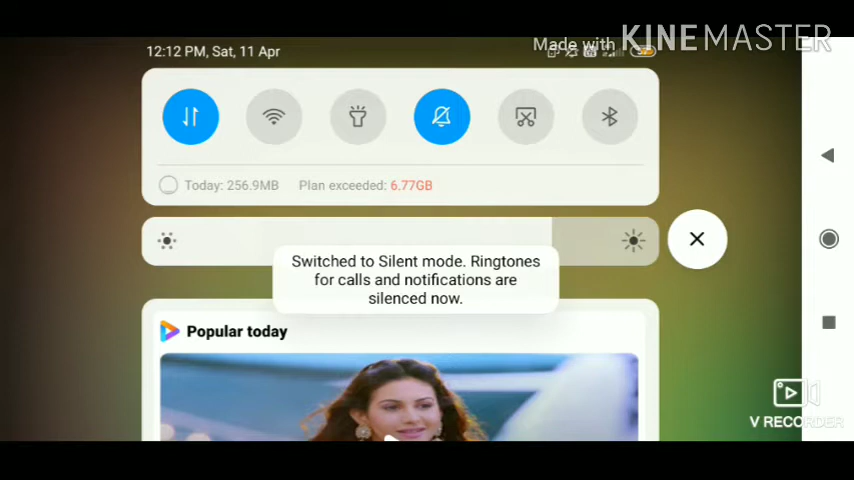 Made with KINEMASTER
12:12 PM, Sat, 11 Apr
Today: 256.9MB Plan exceeded: 6.77GB
Switched to Silent mode. Ringtones
for calls and notifications are
silenced now.
Popular today
V RECORDER